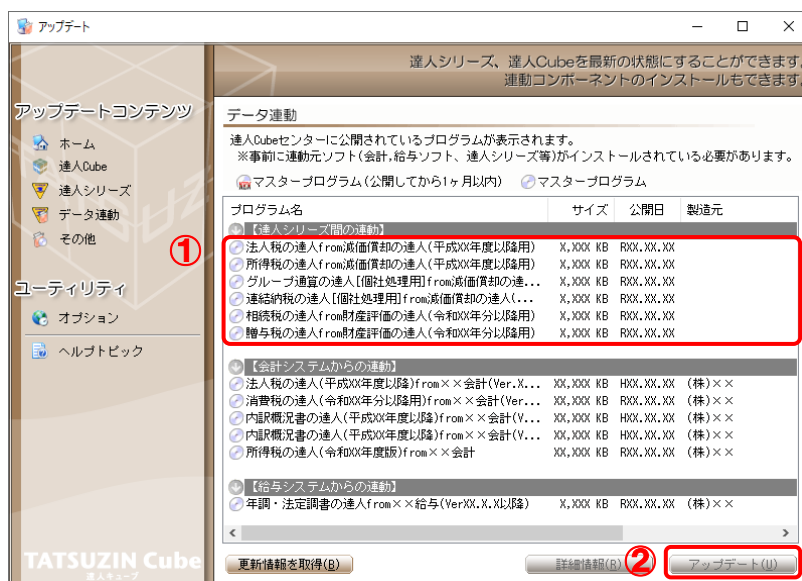 アップデート
達人シリーズ、達人Cubeを最新の状態にすることができます。
連動コンポーネントのインストールもできます
アップデートコンテンツ
ホーム
達人Cube
達人シリーズ
データ連動
その他
ユーティリティ
オプション
ヘルプトピック
TATSUZIN Cube
達人キューブ
データ連動
達人Cubeセンターに公開されているプログラムが表示されます。
※事前に連動元ソフト(会計,給与ソフト、達人シリーズ等)がインストールされている必要があります。
マスタープログラム(公開してから1ヶ月以内) マスタープログラム
プログラム名 サイズ 公開日 製造元
【達人シリーズ間の連動】
①
法人税の達人from減価償却の達人(平成XX年度以降用) X,XXX KB RXX.XX.XX
所得税の達人from減価償却の達人(平成XX年度以降用) X,XXX KB RXX.XX.XX
グループ通算の達人[個社処理用]from減価償却の達... X,XXX KB RXX.XX.XX
連結納税の達人[個社処理用]from減価償却の達人(... X,XXX KB RXX.XX.XX
相続税の達人from財産評価の達人(令和XX年分以降用) X,XXX KB RXX.XX.XX
贈与税の達人from財産評価の達人(令和XX年分以降用) X,XXX KB RXX.XX.XX
【会計システムからの連動】
法人税の達人(平成XX年度以降)from××会計(Ver.X... XX,XXX KB HXX.XX.XX (株)××
消費税の達人(令和XX年分以降用)from××会計(Ver... XX,XXX KB RXX.XX.XX (株)××
内訳概況書の達人(平成XX年度以降)from××会計(V... XX,XXX KB HXX.XX.XX (株)××
内訳概況書の達人(平成XX年度以降)from××会計(V... XX,XXX KB HXX.XX.XX (株)××
所得税の達人(令和XX年度版)from××会計 XX,XXX KB RXX.XX.XX (株)××
【給与システムからの連動】
年調・法定調書の達人from××給与(VerXX.X.X以降) X,XXX KB RXX.XX.XX (株)××
更新情報を取得(B) 詳細情報(R) ② アップデート(U)